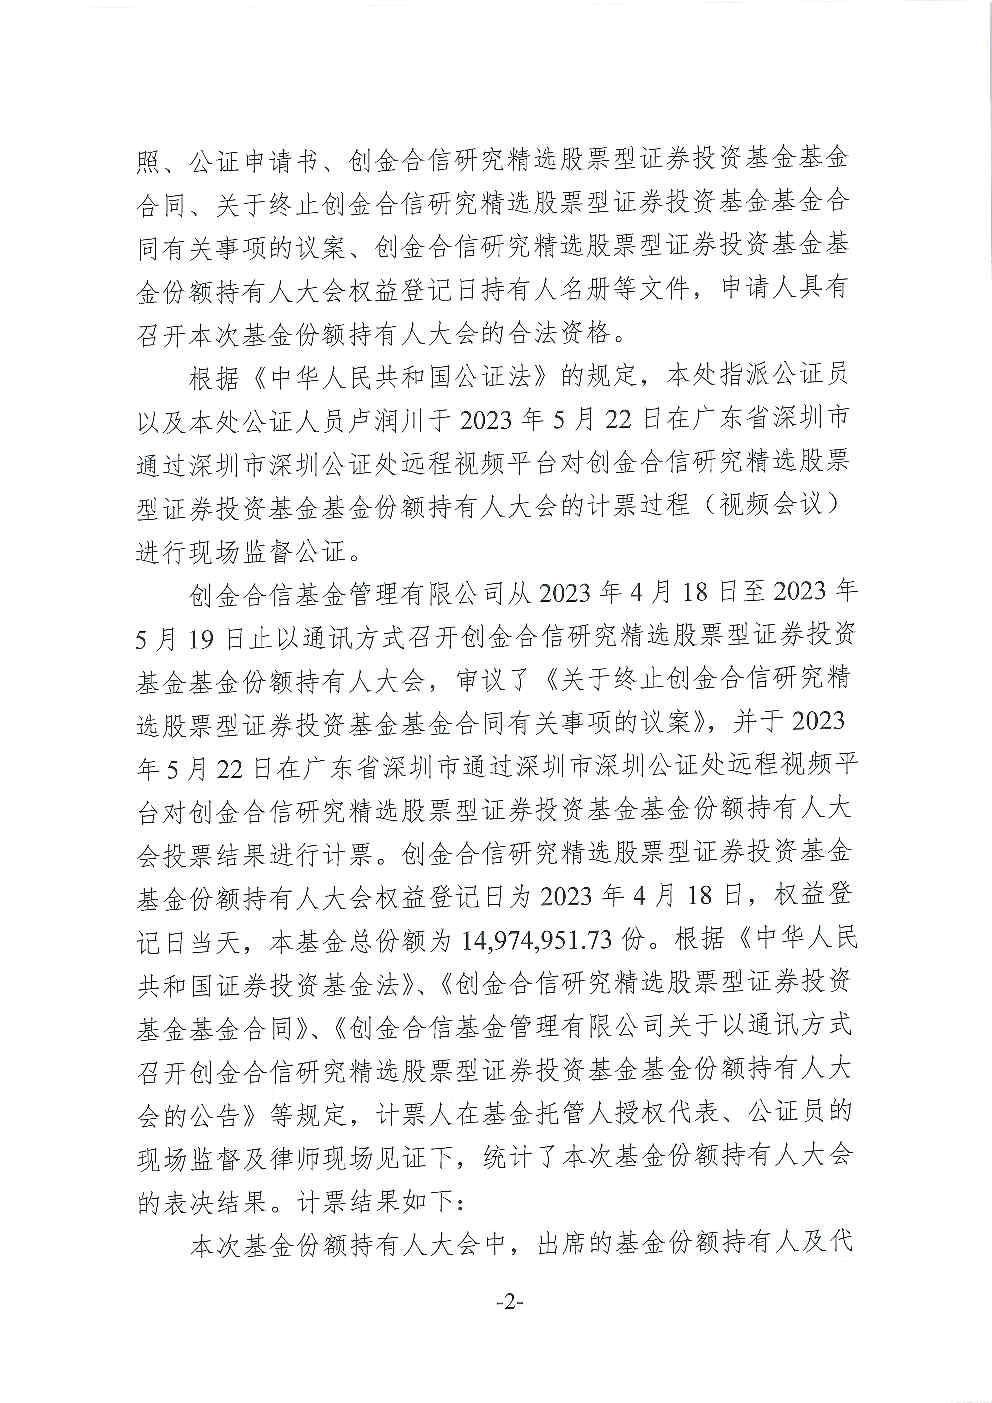 照、公证申请书、创金合信研究精选股票型证券投资基金基金
合同、关于终止创金合信研究精选股票型证券投资基金基金合
同有关事项的议案、创金合信研究精选股票型证券投资基金基
金份额持有人大会权益登记日持有人名册等文件，申请人具有
召开本次基金份额持有人大会的合法资格。
根据《中华人民共和国公证法》的规定，本处指派公证员
以及本处公证人员卢润川于 2023 年 5 月 22 日在广东省深圳市
通过深圳市深圳公证处远程视频平台对创金合信研究精选股票
型证券投资基金基金份额持有人大会的计票过程（视频会议）
进行现场监督公证。
创金合信基金管理有限公司从 2023 年 4 月 18 日至 2023 年
5 月 19 日止以通讯方式召开创金合信研究精选股票型证券投资
基金基金份额持有人大会，审议了《关于终止创金合信研究精
选股票型证券投资基金基金合同有关事项的议案》，并于 2023
年 5 月 22 日在广东省深圳市通过深圳市深圳公证处远程视频平
台对创金合信研究精选股票型证券投资基金基金份额持有人大
会投票结果进行计票。创金合信研究精选股票型证券投资基金
基金份额持有人大会权益登记日为 2023 年 4 月 18 日，权益登
记日当天，本基金总份额为 14,974,951.73 份。根据《中华人民
共和国证券投资基金法》、《创金合信研究精选股票型证券投资
基金基金合同》、《创金合信基金管理有限公司关于以通讯方式
召开创金合信研究精选股票型证券投资基金基金份额持有人大
会的公告》等规定，计票人在基金托管人授权代表、公证员的
现场监督及律师现场见证下，统计了本次基金份额持有人大会
的表决结果。计票结果如下：
本次基金份额持有人大会中，出席的基金份额持有人及代
-2-